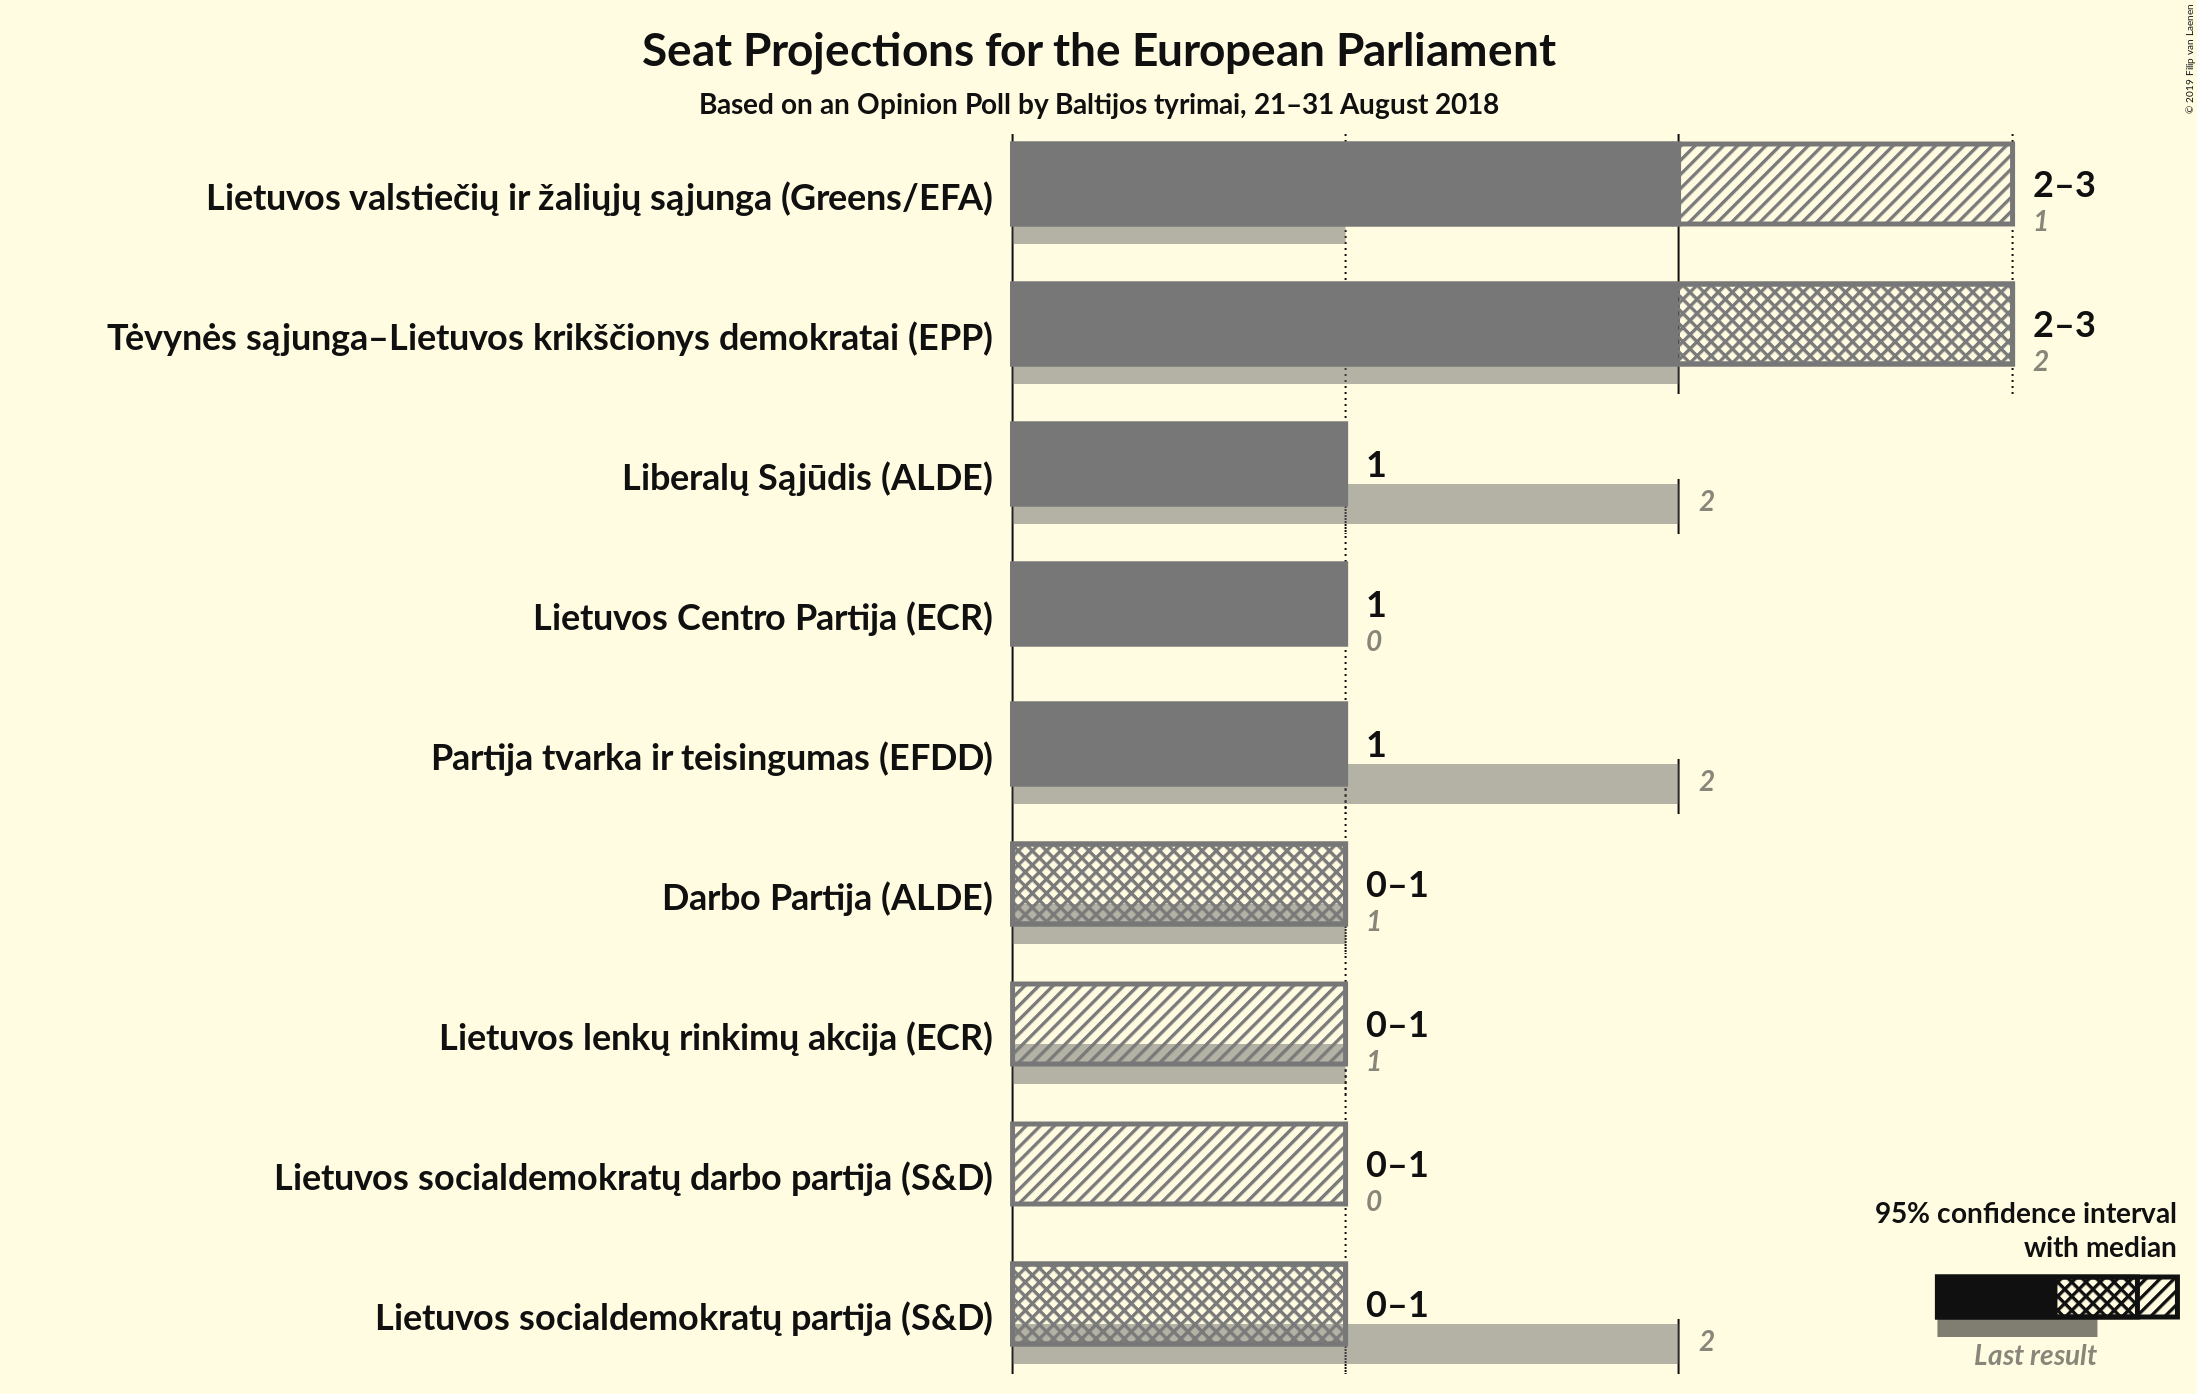 Seat Projections for the European Parliament
Based on an Opinion Poll by Baltijos tyrimai, 21–31 August 2018
© 2019 Filip van Laenen
Lietuvos valstiečių ir žaliųjų sąjunga (Greens/EFA)
2–3
1
Tėvynės sąjunga–Lietuvos krikščionys demokratai (EPP)
2–3
2
Liberalų Sąjūdis (ALDE)
1
2
Lietuvos Centro Partija (ECR)
1
0
Partija tvarka ir teisingumas (EFDD)
1
2
Darbo Partija (ALDE)
0–1
1
Lietuvos lenkų rinkimų akcija (ECR)
0–1
1
Lietuvos socialdemokratų darbo partija (S&D)
0–1
0
Lietuvos socialdemokratų partija (S&D)
0–1
2
95% confidence interval
with median
Last result